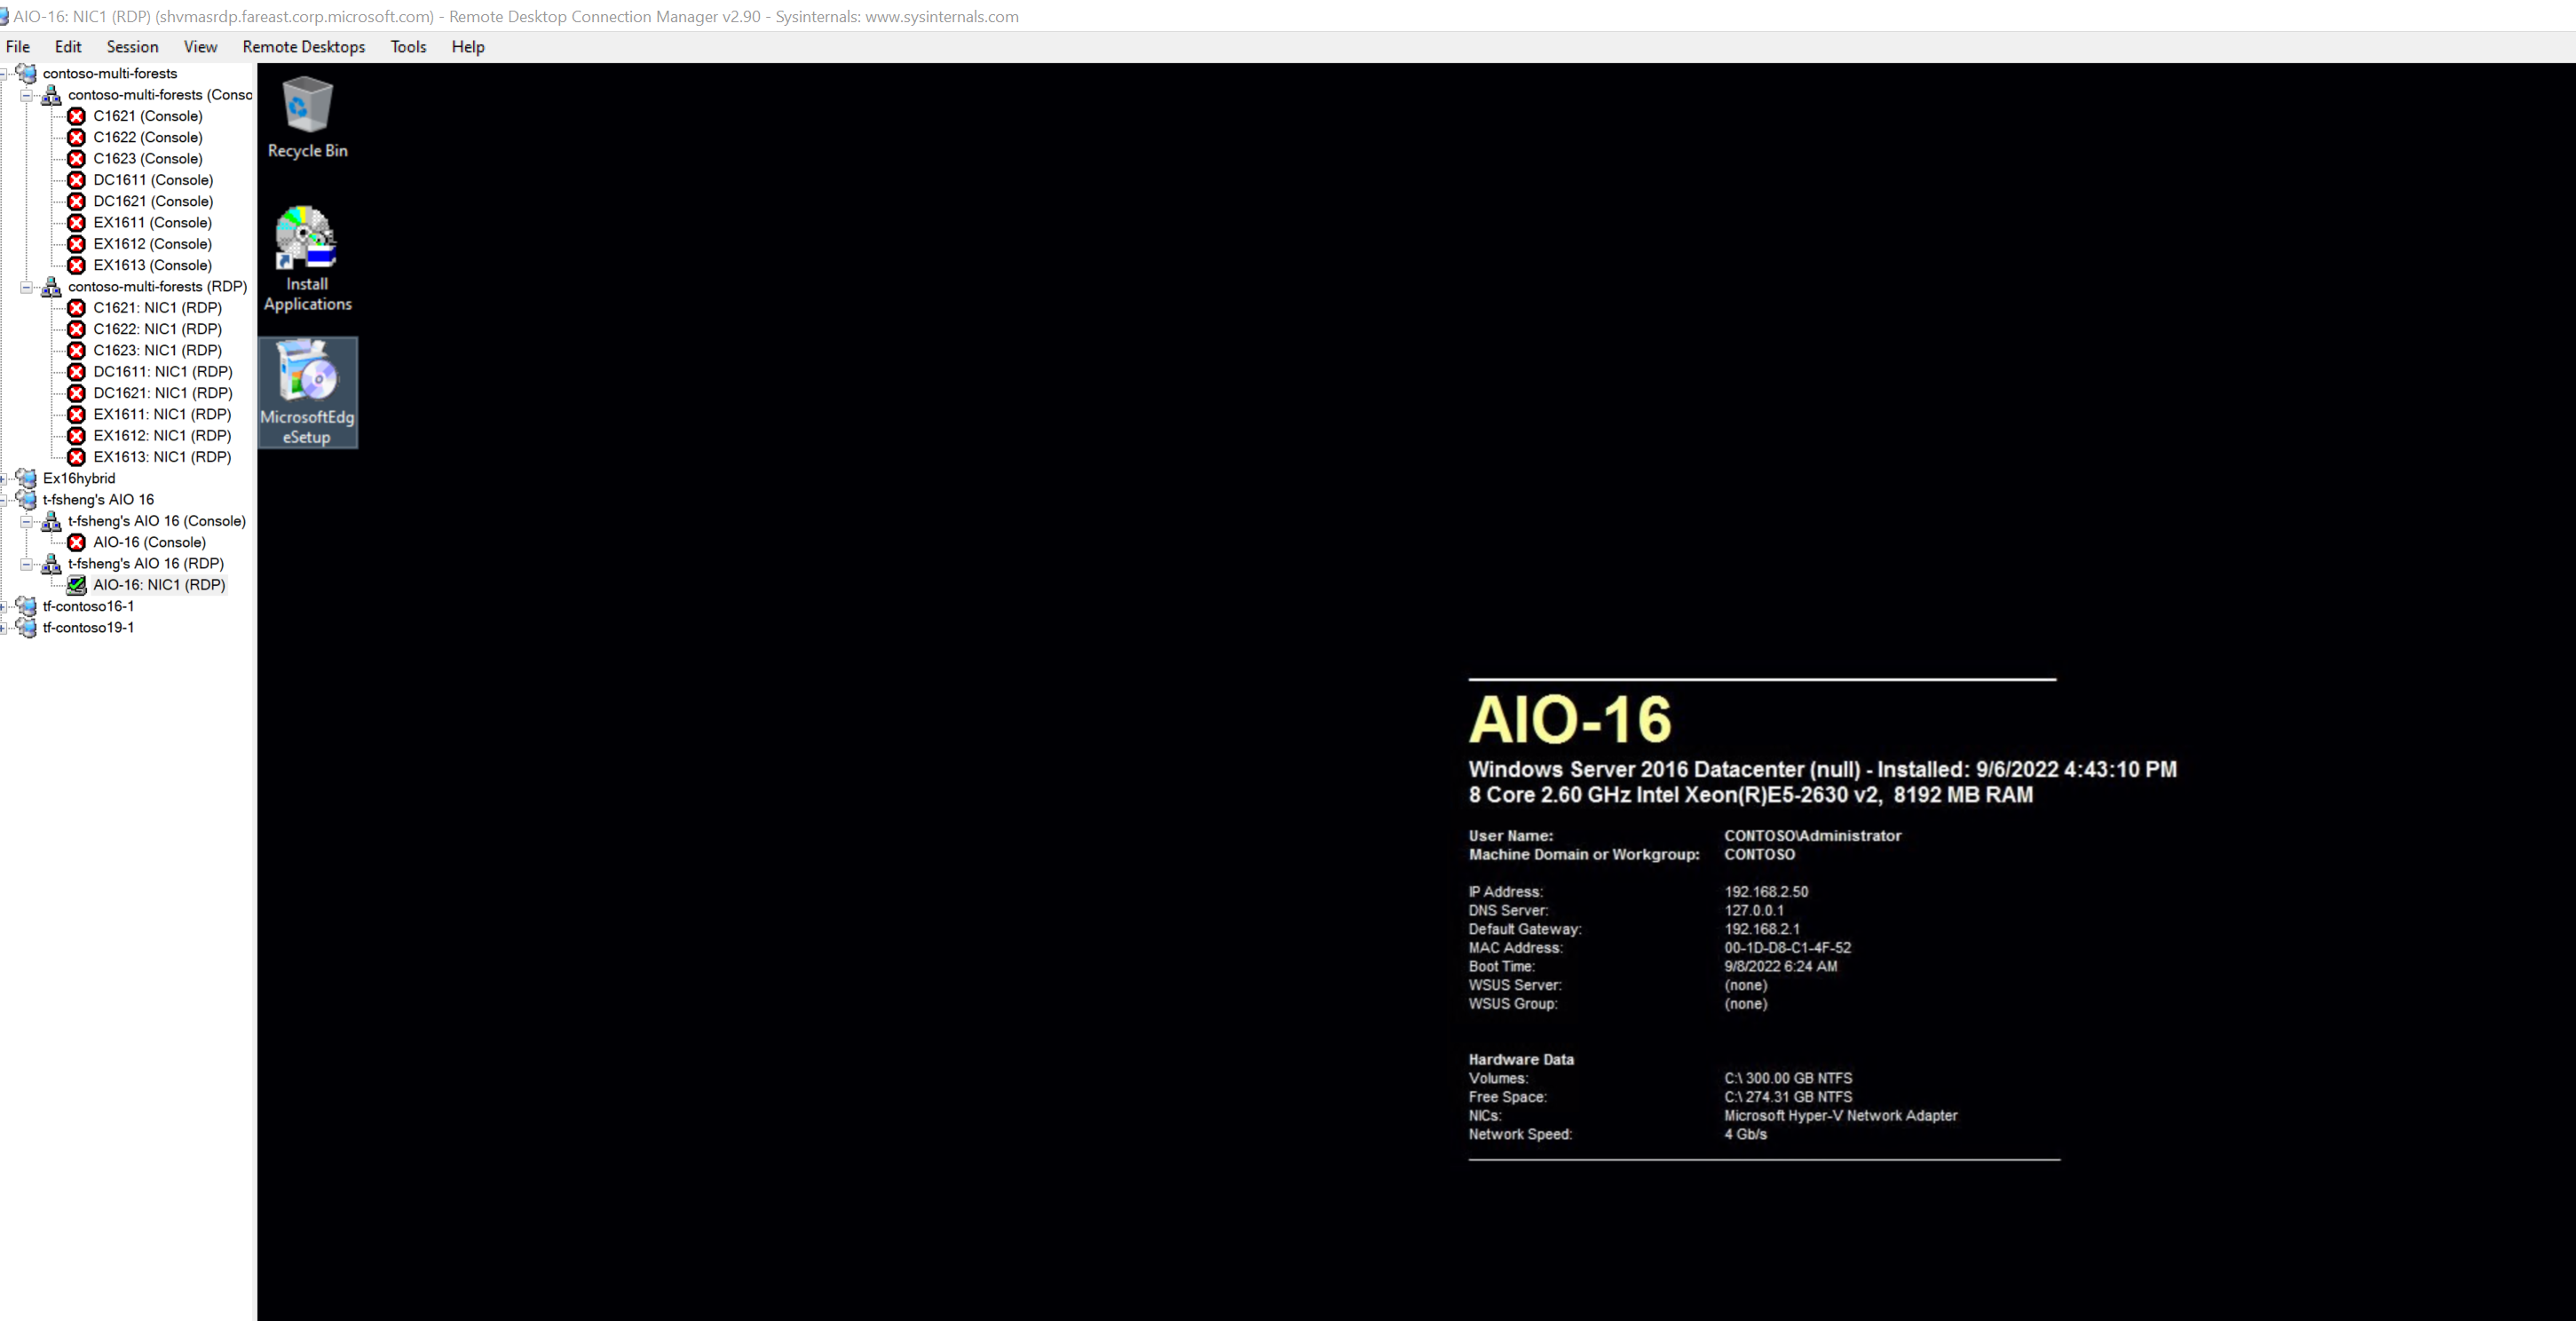 AIO-16: NIC1 (RDP) (shvmasrdp.fareast.corp.microsoft.com) - Remote Desktop Connection Manager v2.90 - Sysinternals: www.sysinternals.com
File Edit Session View Remote Desktops Tools Help
contoso-multi-forests
contoso-multi-forests (Conso
C1621 (Console)
C1622 (Console)
C1623 (Console)
DC1611 (Console)
DC1621 (Console)
EX1611 (Console)
EX1612 (Console)
EX1613 (Console)
contoso-multi-forests (RDP)
C1621: NIC1 (RDP)
C1622: NIC1 (RDP)
C1623: NIC1 (RDP)
DC1611: NIC1 (RDP)
DC1621: NIC1 (RDP)
EX1611: NIC1 (RDP)
EX1612: NIC1 (RDP)
EX1613: NIC1 (RDP)
Ex16hybrid
t-fsheng's AIO 16
t-fsheng's AIO 16 (Console)
AIO-16 (Console)
t-fsheng's AIO 16 (RDP)
AIO-16: NIC1 (RDP)
tf-contoso16-1
tf-contoso19-1
Recycle Bin
Install
Applications
MicrosoftEdg
eSetup
AIO-16
Windows Server 2016 Datacenter (null) - Installed: 9/6/2022 4:43:10 PM
8 Core 2.60 GHz Intel Xeon(R)E5-2630 v2, 8192 MB RAM
User Name: CONTOSO\Administrator
Machine Domain or Workgroup: CONTOSO
IP Address: 192.168.2.50
DNS Server: 127.0.0.1
Default Gateway: 192.168.2.1
MAC Address: 00-1D-D8-C1-4F-52
Boot Time: 9/8/2022 6:24 AM
WSUS Server: (none)
WSUS Group: (none)
Hardware Data
Volumes: C:\ 300.00 GB NTFS
Free Space: C:\ 274.31 GB NTFS
NICs: Microsoft Hyper-V Network Adapter
Network Speed: 4 Gb/s